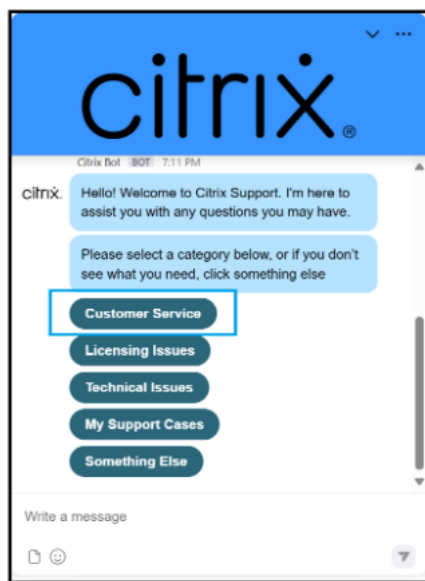 citrix®
Citrix Bot BOT 7:11 PM
citrix.
Hello! Welcome to Citrix Support. I'm here to
assist you with any questions you may have.
Please select a category below, or if you don't
see what you need, click something else
Customer Service
Licensing Issues
Technical Issues
My Support Cases
Something Else
Write a message